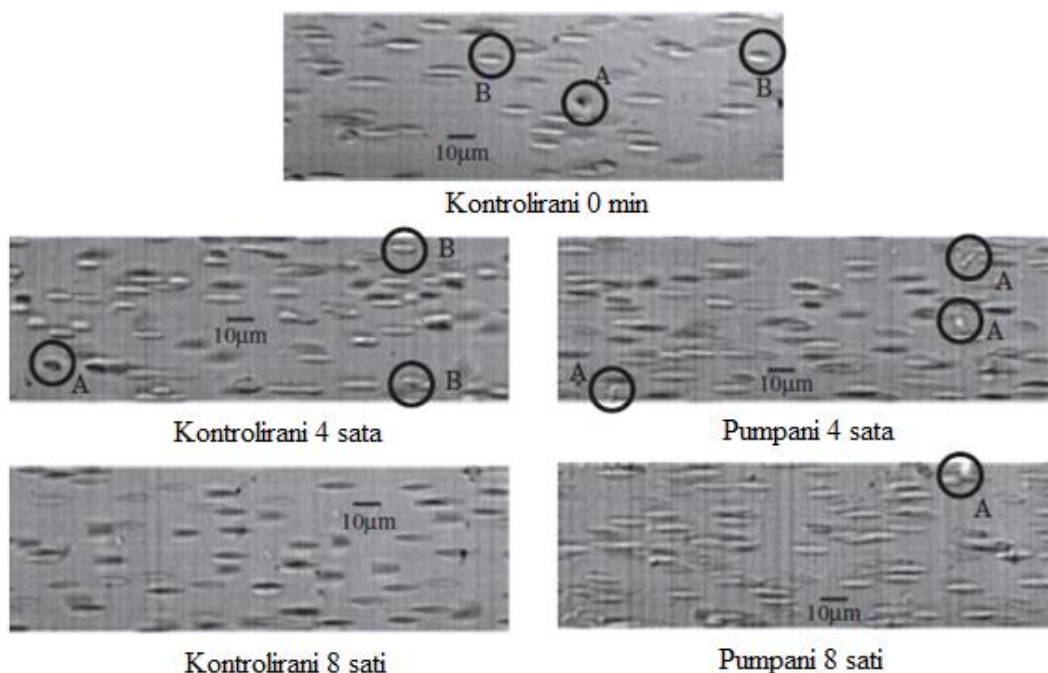 A
B
B
10µm
Kontrolirani 0 min
B
10µm
A
B
A
A
10µm
A
Kontrolirani 4 sata
Pumpani 4 sata
10µm
A
10µm
Kontrolirani 8 sati
Pumpani 8 sati